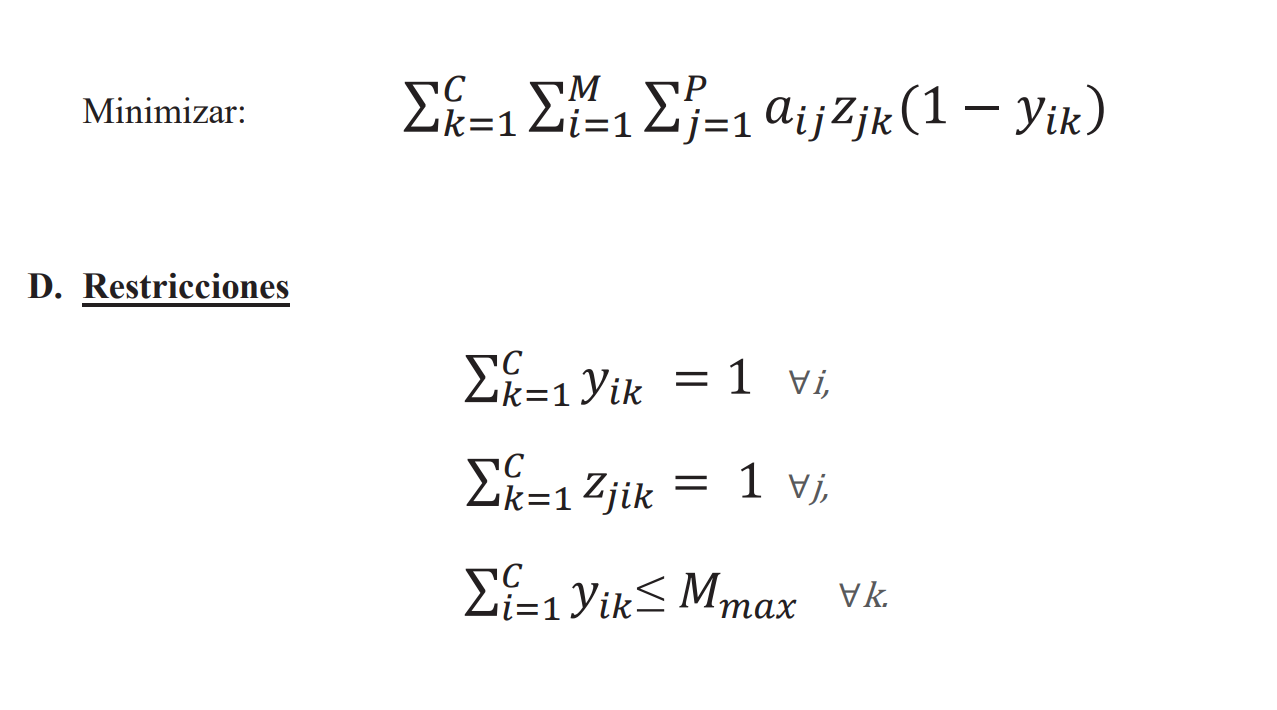 Minimizar: ∑_{k=1}^{C} ∑_{i=1}^{M} ∑_{j=1}^{P} a_{ij} z_{jk} (1 − y_{ik})
D. Restricciones
∑_{k=1}^{C} y_{ik} = 1 ∀i,
∑_{k=1}^{C} z_{jik} = 1 ∀j,
∑_{i=1}^{C} y_{ik} ≤ M_{max} ∀k.